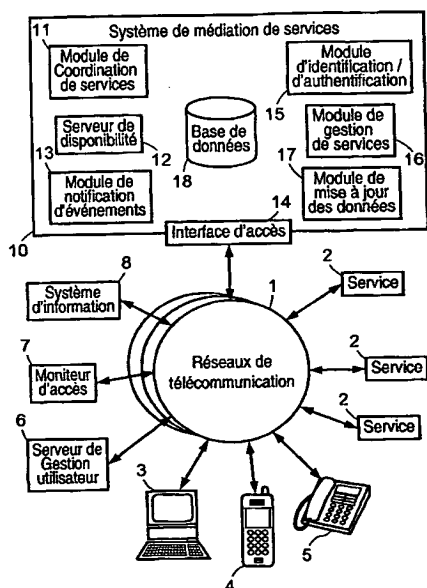 11
Système de médiation de services
Module de
Coordination
de services
Module
d'identification /
d'authentification
15
Serveur de
disponibilité
12
Base de
données
18
Module de
gestion
de services
16
13
Module de
notification
d'événements
17
Module de
mise à jour
des données
14
10
Interface d'accès
8
Système
d'information
1
2
Service
7
Moniteur
d'accès
Réseaux de
télécommunication
2
Service
6
Serveur de
Gestion
utilisateur
2
Service
3
4
5